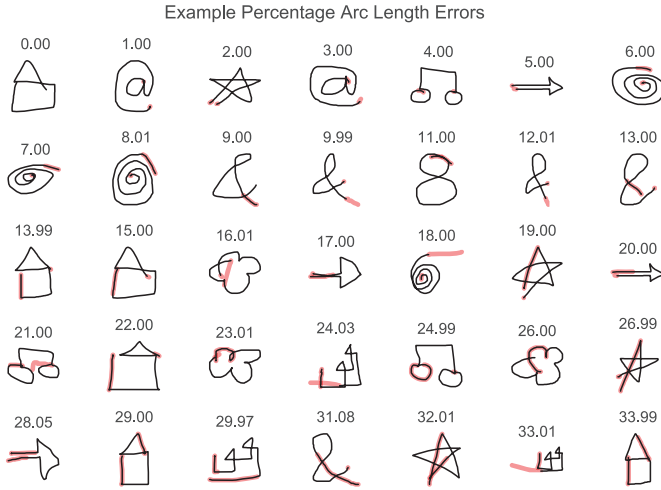 Example Percentage Arc Length Errors
0.00 1.00 2.00 3.00 4.00 5.00 6.00
7.00 8.01 9.00 9.99 11.00 12.01 13.00
13.99 15.00 16.01 17.00 18.00 19.00 20.00
21.00 22.00 23.01 24.03 24.99 26.00 26.99
28.05 29.00 29.97 31.08 32.01 33.01 33.99